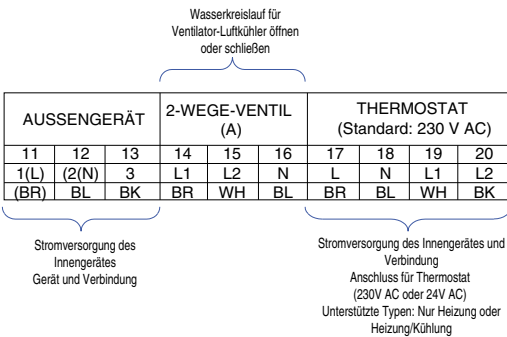 Wasserkreislauf für
Ventilator-Luftkühler öffnen
oder schließen
AUSSENGERÄT 2-WEGE-VENTIL THERMOSTAT
(A) (Standard: 230 V AC)
11 12 13 14 15 16 17 18 19 20
1(L) (2(N) 3 L1 L2 N L N L1 L2
(BR) BL BK BR WH BL BR BL WH BK
Stromversorgung des
Innengerätes
Gerät und Verbindung
Stromversorgung des Innengerätes und
Verbindung
Anschluss für Thermostat
(230V AC oder 24V AC)
Unterstützte Typen: Nur Heizung oder
Heizung/Kühlung